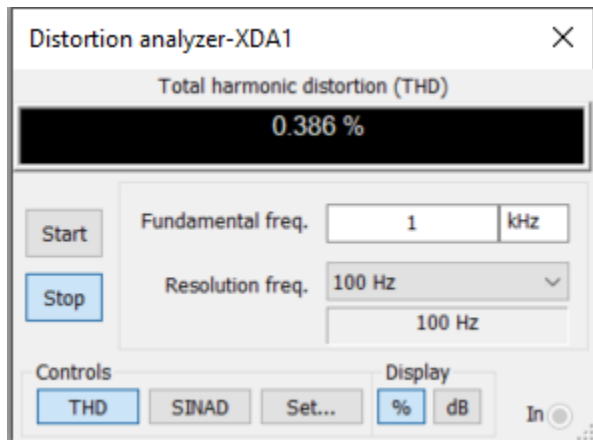 Distortion analyzer-XDA1
Total harmonic distortion (THD)
0.386 %
Start
Fundamental freq. 1 kHz
Stop
Resolution freq. 100 Hz
100 Hz
Controls Display
THD SINAD Set... % dB In